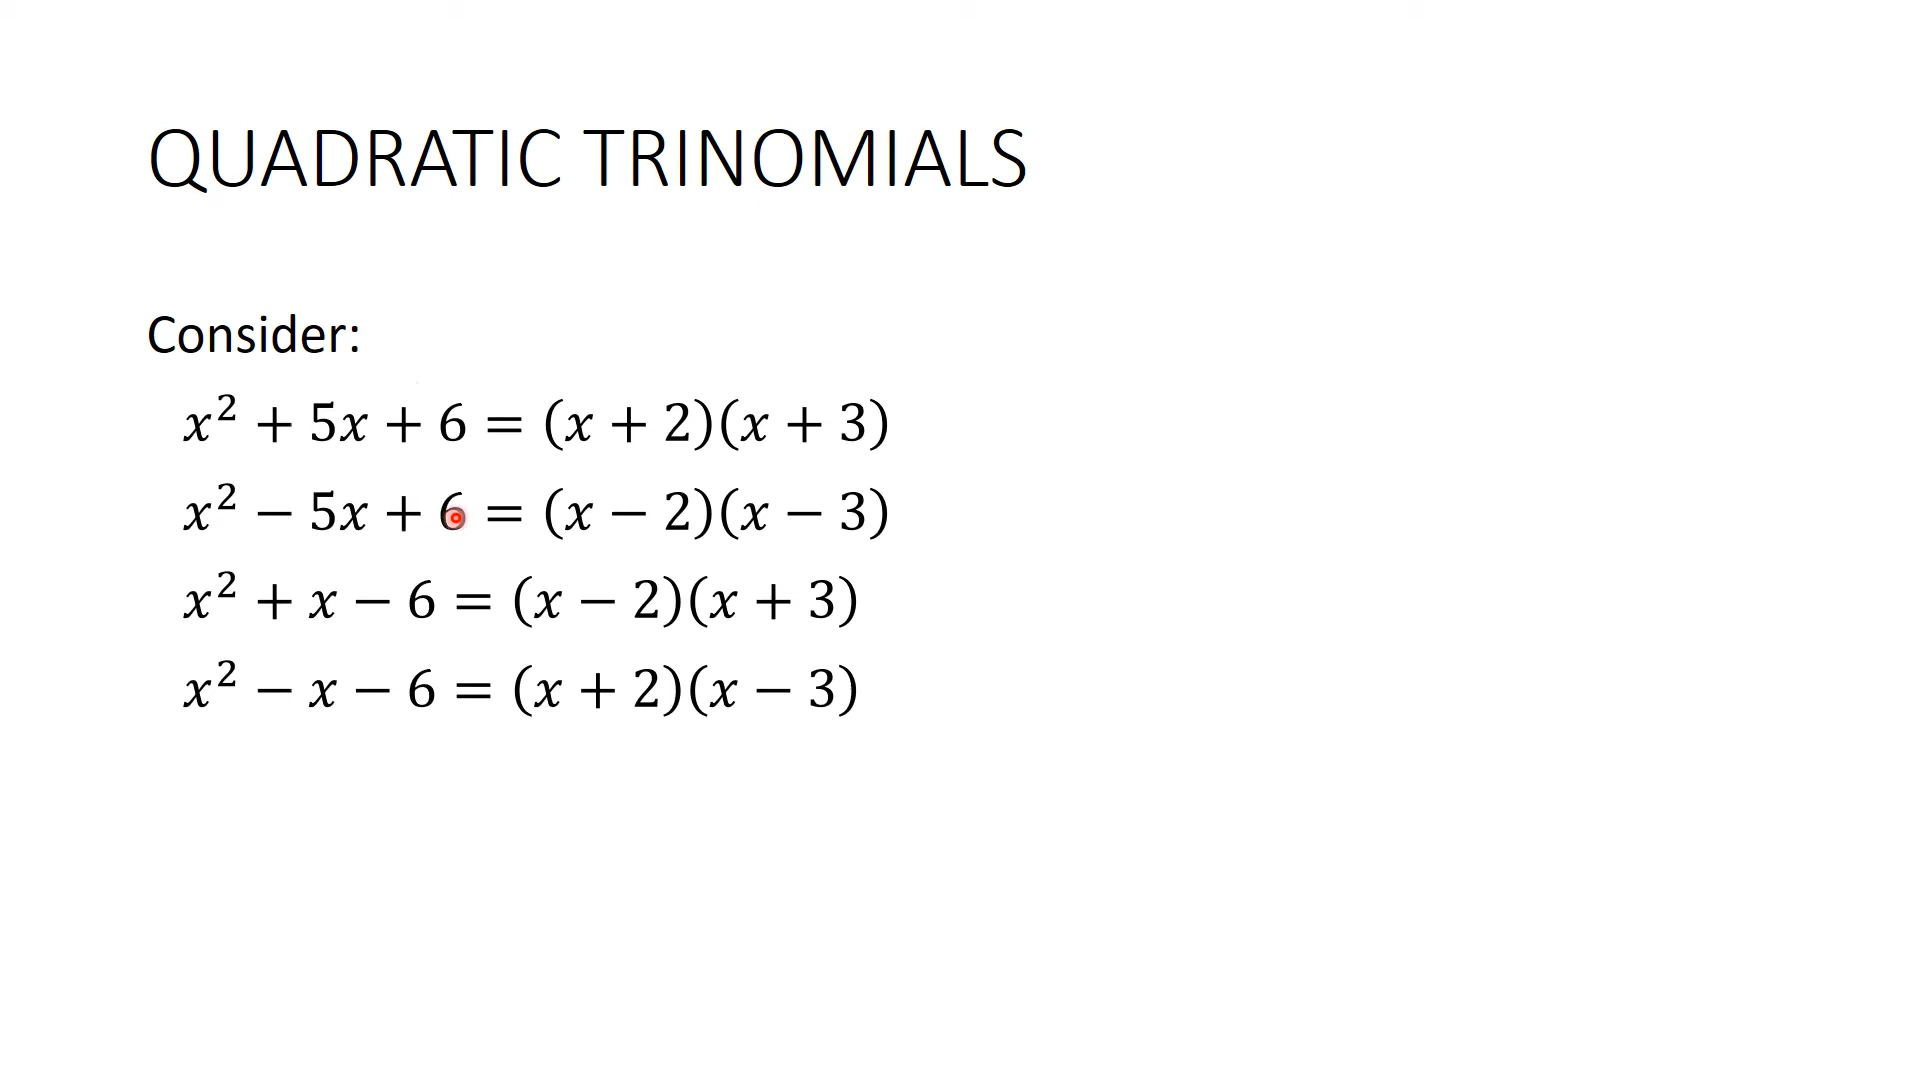 QUADRATIC TRINOMIALS
Consider:
x² + 5x + 6 = (x + 2)(x + 3)
x² − 5x + 6 = (x − 2)(x − 3)
x² + x − 6 = (x − 2)(x + 3)
x² − x − 6 = (x + 2)(x − 3)